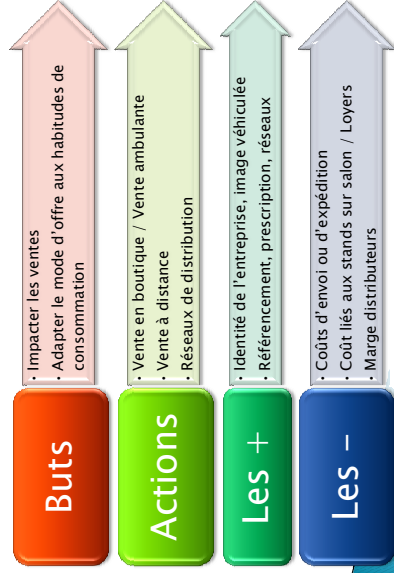 Buts
• Impacter les ventes
• Adapter le mode d'offre aux habitudes de
consommation
Actions
• Vente en boutique / Vente ambulante
• Vente à distance
• Réseaux de distribution
Les +
• Identité de l'entreprise, image véhiculée
• Référencement, prescription, réseaux
Les –
• Coûts d'envoi ou d'expédition
• Coût liés aux stands sur salon / Loyers
• Marge distributeurs